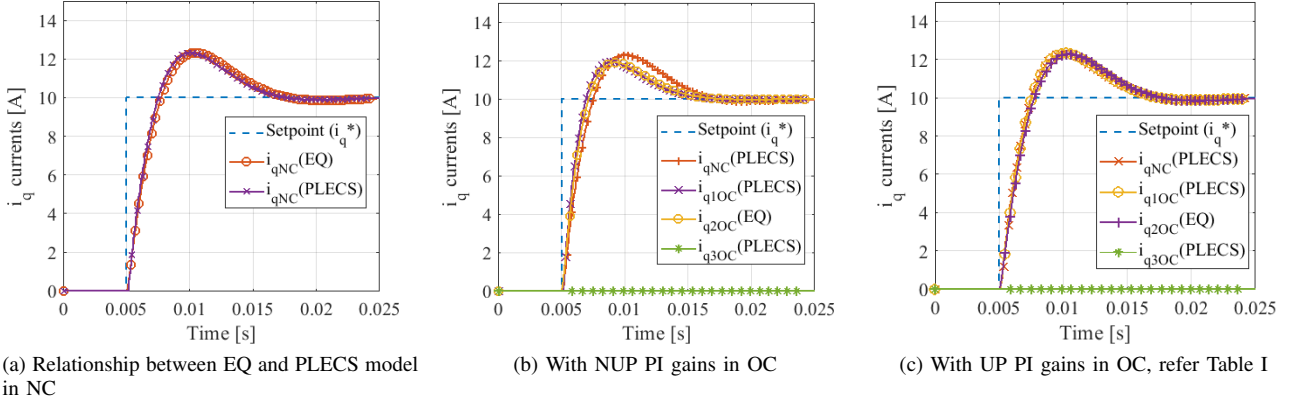 14
12
10
8
6
4
2
0
i_q currents [A]
0
0.005
0.01
0.015
0.02
0.025
Time [s]
Setpoint (i_q*)
i_qNC(EQ)
i_qNC(PLECS)
(a) Relationship between EQ and PLECS model
in NC
14
12
10
8
6
4
2
0
i_q currents [A]
0
0.005
0.01
0.015
0.02
0.025
Time [s]
Setpoint (i_q*)
i_qNC(PLECS)
i_q1OC(PLECS)
i_q2OC(EQ)
i_q3OC(PLECS)
(b) With NUP PI gains in OC
14
12
10
8
6
4
2
0
i_q currents [A]
0
0.005
0.01
0.015
0.02
0.025
Time [s]
Setpoint (i_q*)
i_qNC(PLECS)
i_q1OC(PLECS)
i_q2OC(EQ)
i_q3OC(PLECS)
(c) With UP PI gains in OC, refer Table I